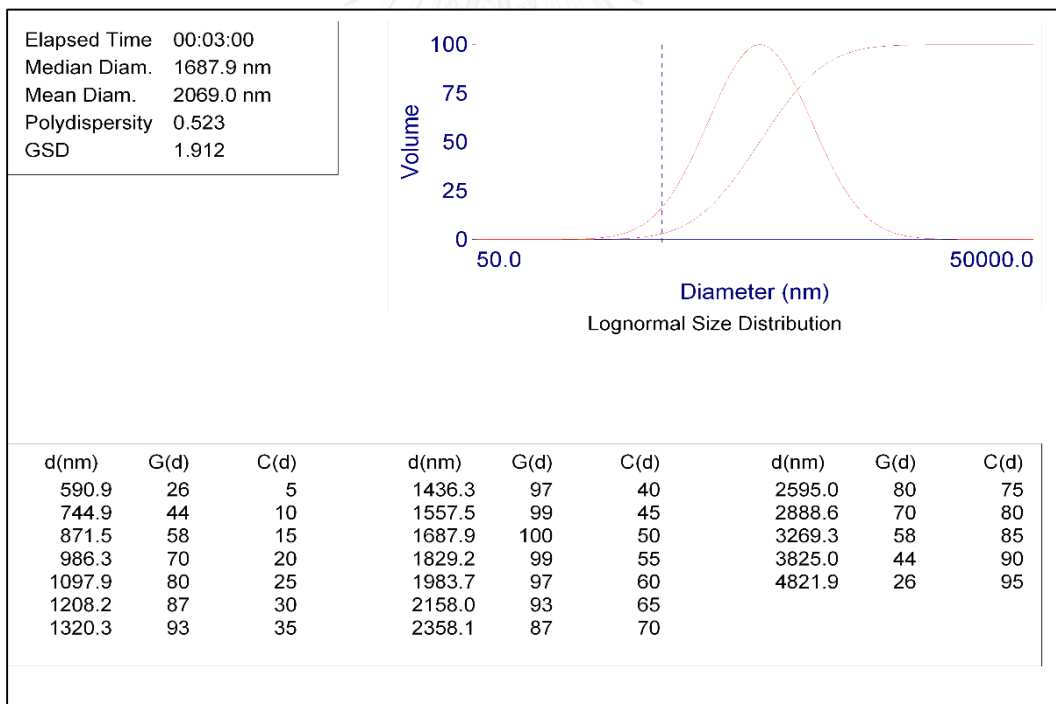 Elapsed Time 00:03:00
Median Diam. 1687.9 nm
Mean Diam. 2069.0 nm
Polydispersity 0.523
GSD 1.912
100
75
50
25
0
Volume
50.0 50000.0
Diameter (nm)
Lognormal Size Distribution
d(nm) G(d) C(d) d(nm) G(d) C(d) d(nm) G(d) C(d)
590.9 26 5 1436.3 97 40 2595.0 80 75
744.9 44 10 1557.5 99 45 2888.6 70 80
871.5 58 15 1687.9 100 50 3269.3 58 85
986.3 70 20 1829.2 99 55 3825.0 44 90
1097.9 80 25 1983.7 97 60 4821.9 26 95
1208.2 87 30 2158.0 93 65
1320.3 93 35 2358.1 87 70